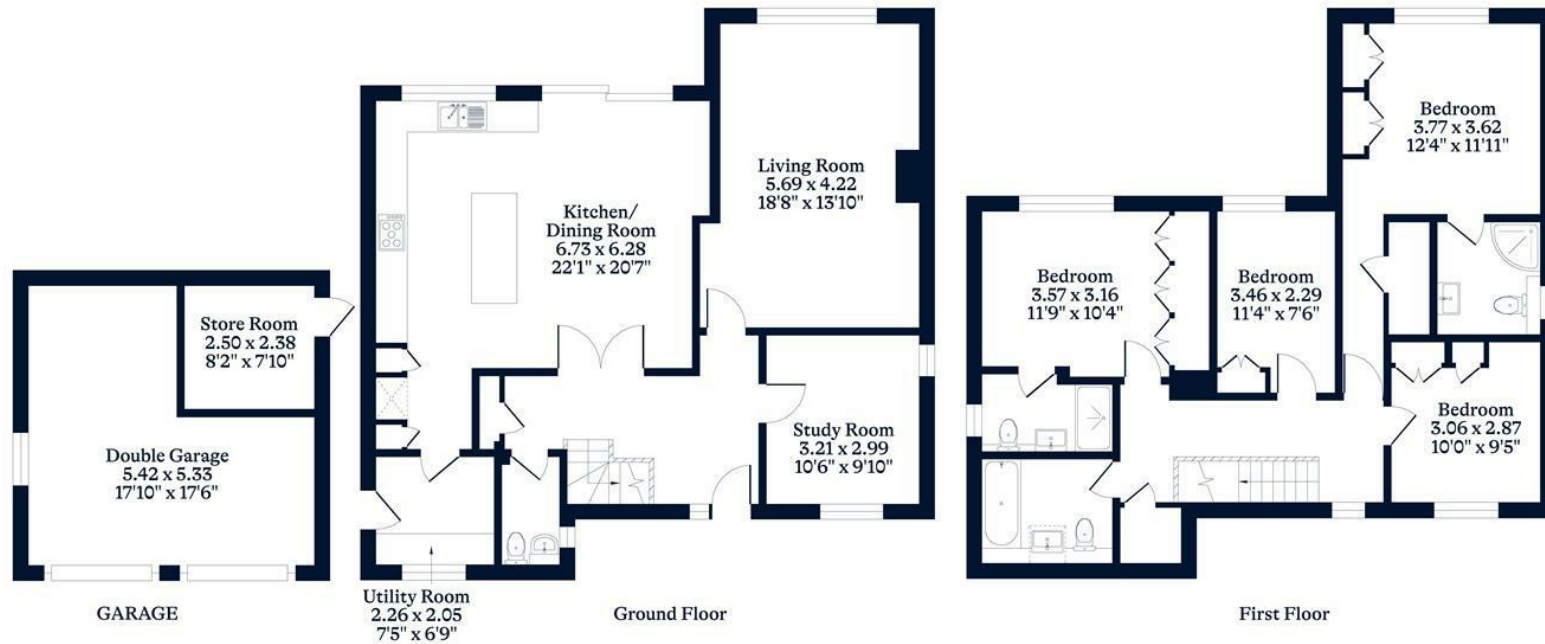 Store Room
2.50 x 2.38
8'2" x 7'10"
Double Garage
5.42 x 5.33
17'10" x 17'6"
GARAGE
Kitchen/
Dining Room
6.73 x 6.28
22'1" x 20'7"
Living Room
5.69 x 4.22
18'8" x 13'10"
Study Room
3.21 x 2.99
10'6" x 9'10"
Utility Room
2.26 x 2.05
7'5" x 6'9"
Ground Floor
Bedroom
3.77 x 3.62
12'4" x 11'11"
Bedroom
3.57 x 3.16
11'9" x 10'4"
Bedroom
3.46 x 2.29
11'4" x 7'6"
Bedroom
3.06 x 2.87
10'0" x 9'5"
First Floor